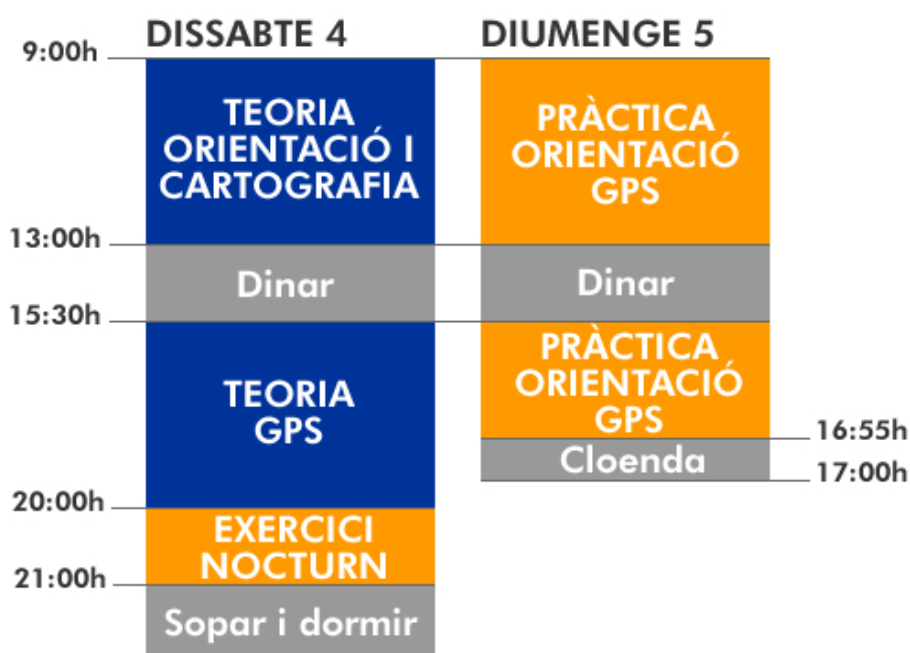 DISSABTE 4
DIUMENGE 5
9:00h
TEORIA
ORIENTACIÓ I
CARTOGRAFIA
PRÀCTICA
ORIENTACIÓ
GPS
13:00h
Dinar
Dinar
15:30h
TEORIA
GPS
PRÀCTICA
ORIENTACIÓ
GPS
16:55h
Cloenda
17:00h
20:00h
EXERCICI
NOCTURN
21:00h
Sopar i dormir